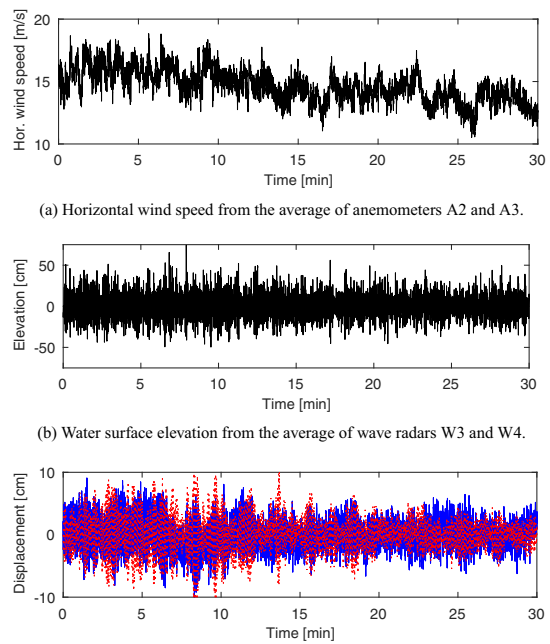 20
15
10
Hor. wind speed [m/s]
0 5 10 15 20 25 30
Time [min]
(a) Horizontal wind speed from the average of anemometers A2 and A3.
50
0
-50
Elevation [cm]
0 5 10 15 20 25 30
Time [min]
(b) Water surface elevation from the average of wave radars W3 and W4.
10
0
-10
Displacement [cm]
0 5 10 15 20 25 30
Time [min]